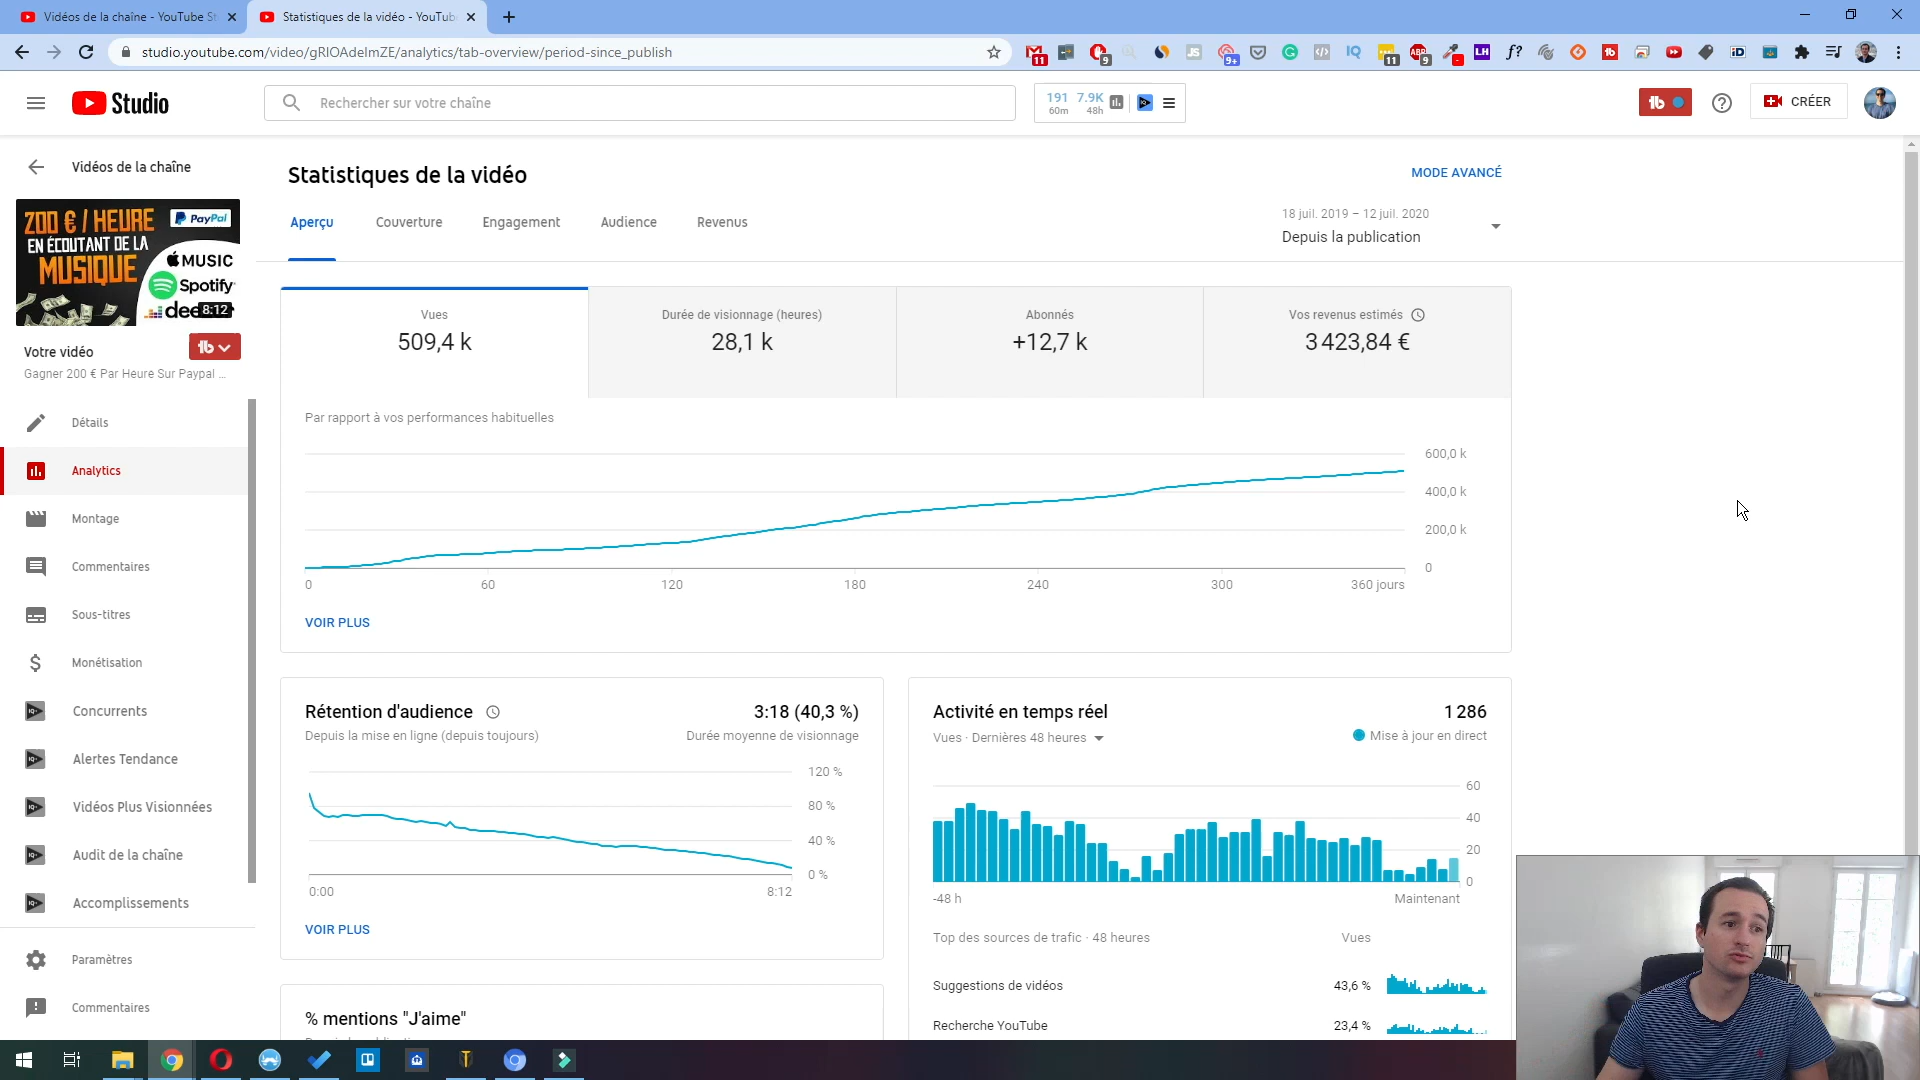 Vidéos de la chaîne - YouTube St
Statistiques de la vidéo - YouTub
studio.youtube.com/video/gRIOAdeImZE/analytics/tab-overview/period-since_publish
Studio
Rechercher sur votre chaîne
191 7.9K
60m 48h
CRÉER
Vidéos de la chaîne
200 € / HEURE
PayPal
EN ÉCOUTANT DE LA
MUSIQUE
MUSIC
Spotify
8:12
Votre vidéo
Gagner 200 € Par Heure Sur Paypal ...
Détails
Analytics
Montage
Commentaires
Sous-titres
Monétisation
Concurrents
Alertes Tendance
Vidéos Plus Visionnées
Audit de la chaîne
Accomplissements
Paramètres
Commentaires
Statistiques de la vidéo
MODE AVANCÉ
Aperçu
Couverture
Engagement
Audience
Revenus
18 juil. 2019 – 12 juil. 2020
Depuis la publication
Vues
509,4 k
Durée de visionnage (heures)
28,1 k
Abonnés
+12,7 k
Vos revenus estimés
3 423,84 €
Par rapport à vos performances habituelles
600,0 k
400,0 k
200,0 k
0
0 60 120 180 240 300 360 jours
VOIR PLUS
Rétention d'audience
3:18 (40,3 %)
Depuis la mise en ligne (depuis toujours)
Durée moyenne de visionnage
120 %
80 %
40 %
0 %
0:00 8:12
VOIR PLUS
% mentions "J'aime"
Activité en temps réel
1 286
Vues · Dernières 48 heures
Mise à jour en direct
60
40
20
0
-48 h Maintenant
Top des sources de trafic · 48 heures Vues
Suggestions de vidéos 43,6 %
Recherche YouTube 23,4 %